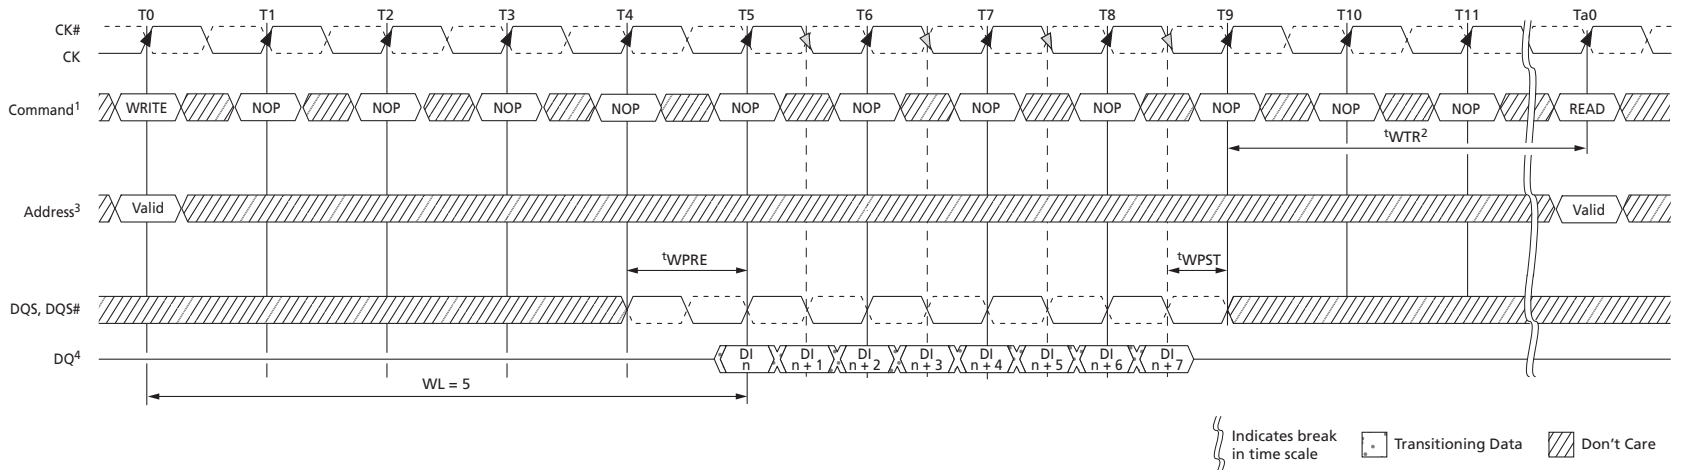 T0 T1 T2 T3 T4 T5 T6 T7 T8 T9 T10 T11 Ta0
CK#
CK
Command1 WRITE NOP NOP NOP NOP NOP NOP NOP NOP NOP NOP NOP READ
tWTR2
Address3 Valid Valid
tWPRE tWPST
DQS, DQS#
DQ4 DI n DI n + 1 DI n + 2 DI n + 3 DI n + 4 DI n + 5 DI n + 6 DI n + 7
WL = 5
Indicates break
in time scale
Transitioning Data
Don't Care